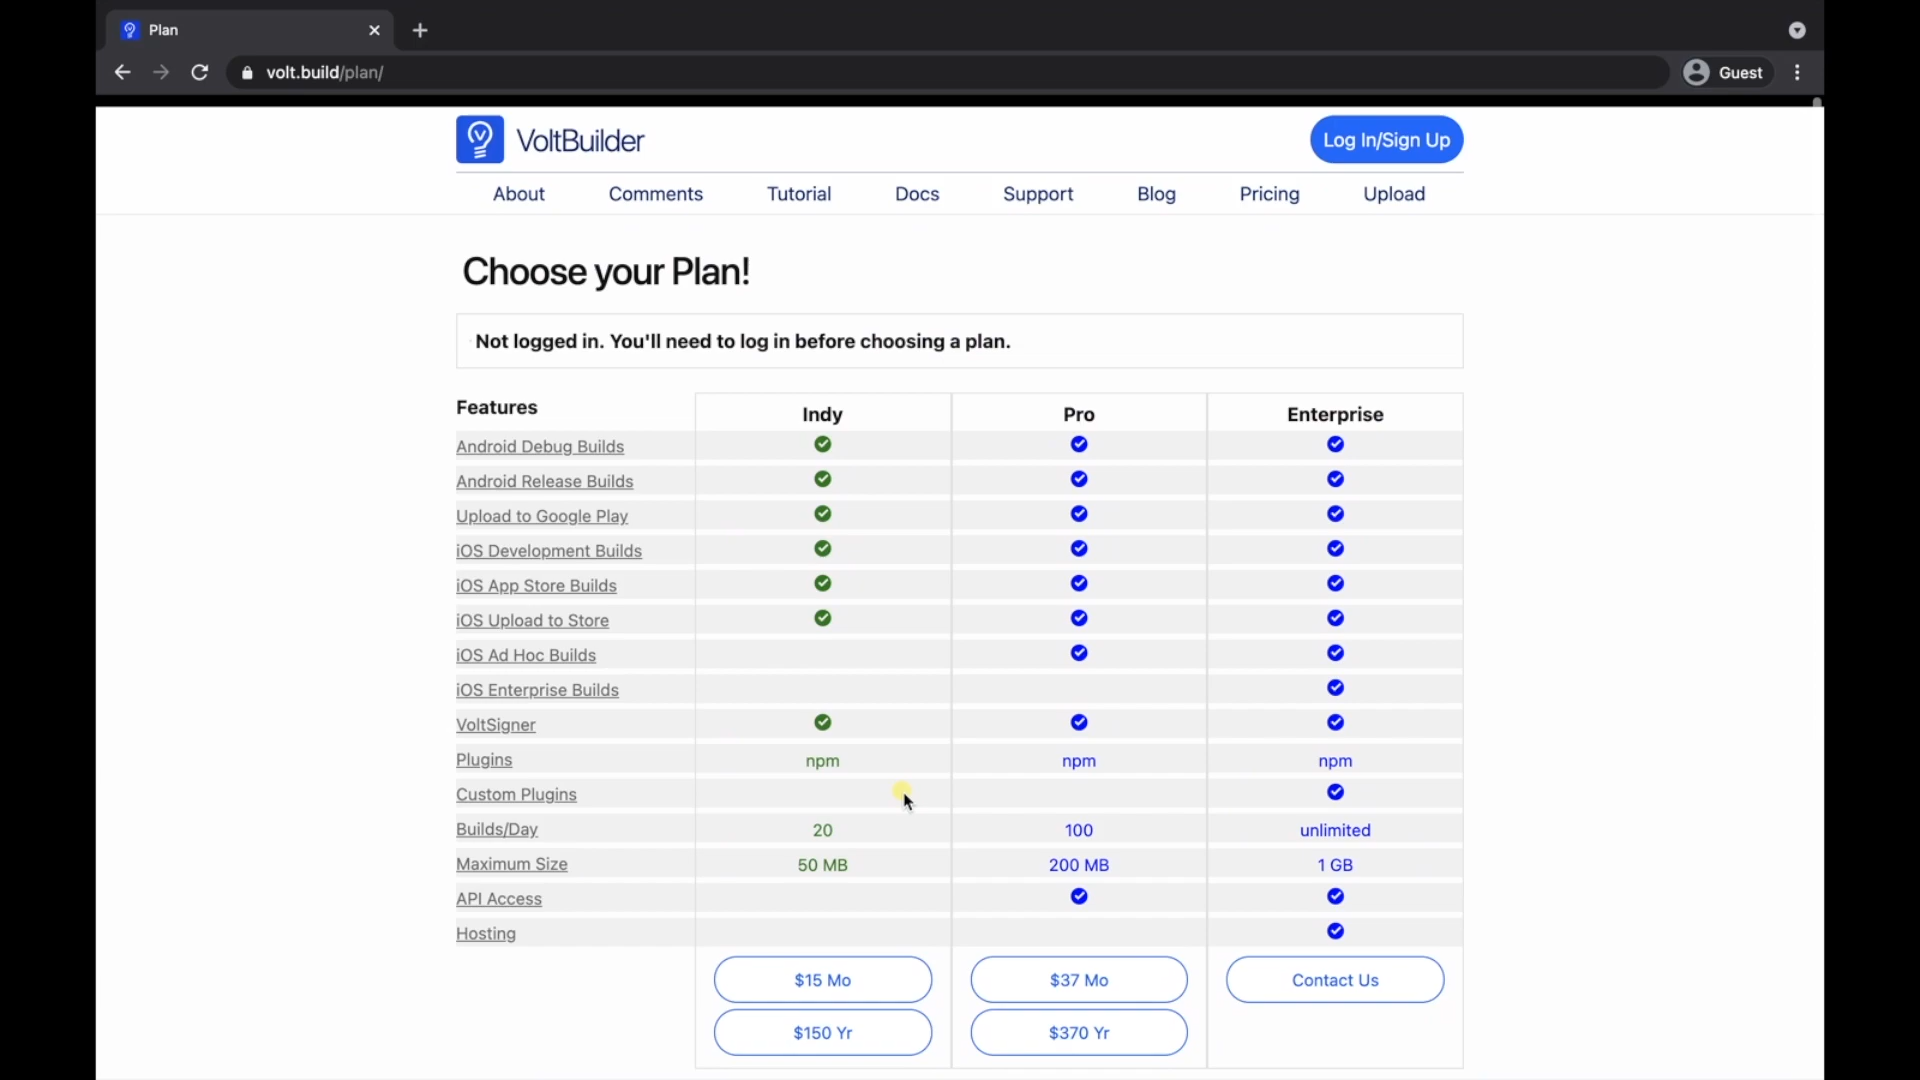 Plan
volt.build/plan/
Guest
VoltBuilder
Log In/Sign Up
About Comments Tutorial Docs Support Blog Pricing Upload
Choose your Plan!
Not logged in. You'll need to log in before choosing a plan.
Features Indy Pro Enterprise
Android Debug Builds
Android Release Builds
Upload to Google Play
iOS Development Builds
iOS App Store Builds
iOS Upload to Store
iOS Ad Hoc Builds
iOS Enterprise Builds
VoltSigner
Plugins npm npm npm
Custom Plugins
Builds/Day 20 100 unlimited
Maximum Size 50 MB 200 MB 1 GB
API Access
Hosting
$15 Mo $37 Mo Contact Us
$150 Yr $370 Yr